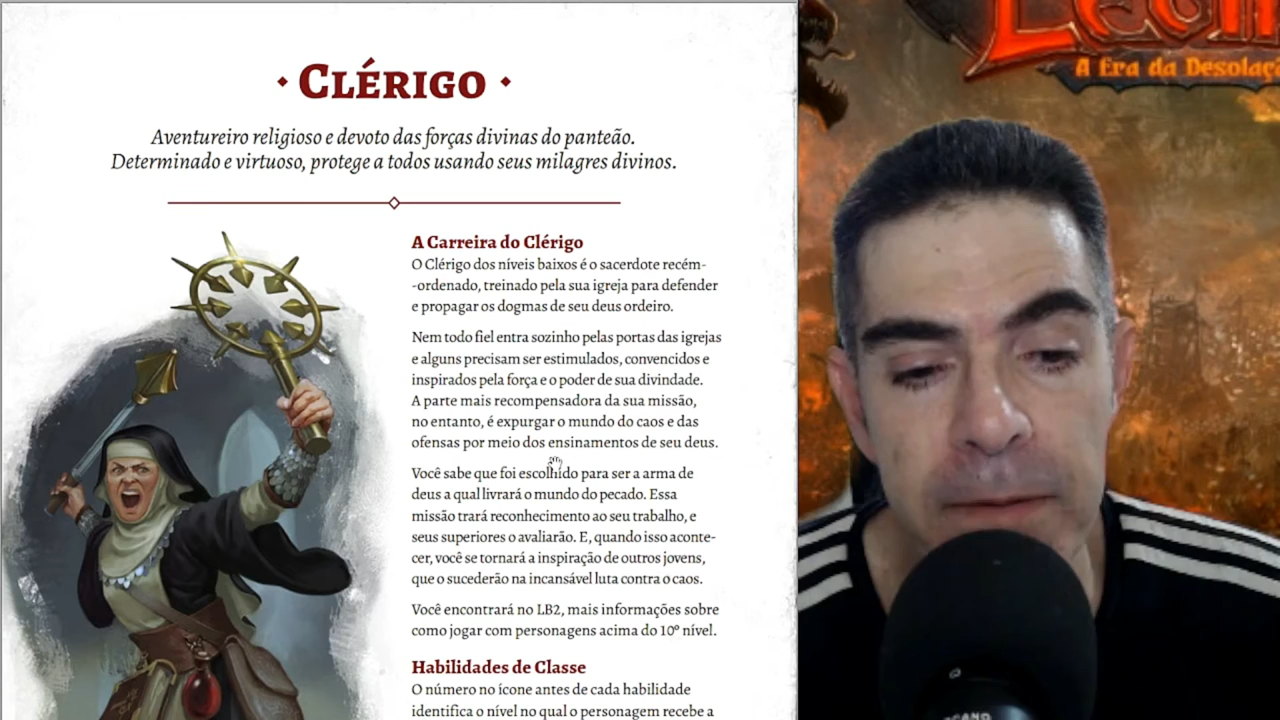 • CLÉRIGO •
Aventureiro religioso e devoto das forças divinas do panteão.
Determinado e virtuoso, protege a todos usando seus milagres divinos.
A Carreira do Clérigo
O Clérigo dos níveis baixos é o sacerdote recém-
-ordenado, treinado pela sua igreja para defender
e propagar os dogmas de seu deus ordeiro.
Nem todo fiel entra sozinho pelas portas das igrejas
e alguns precisam ser estimulados, convencidos e
inspirados pela força e o poder de sua divindade.
A parte mais recompensadora da sua missão,
no entanto, é expurgar o mundo do caos e das
ofensas por meio dos ensinamentos de seu deus.
Você sabe que foi escolhido para ser a arma de
deus a qual livrará o mundo do pecado. Essa
missão trará reconhecimento ao seu trabalho, e
seus superiores o avaliarão. E, quando isso aconte-
cer, você se tornará a inspiração de outros jovens,
que o sucederão na incansável luta contra o caos.
Você encontrará no LB2, mais informações sobre
como jogar com personagens acima do 10º nível.
Habilidades de Classe
O número no ícone antes de cada habilidade
identifica o nível no qual o personagem recebe a
A Era da Desolaç